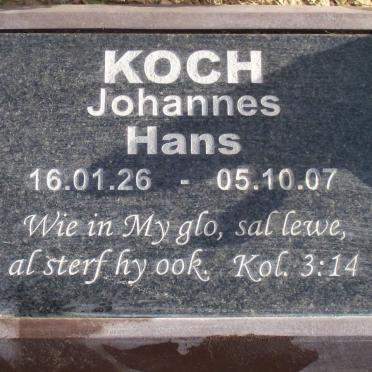 KOCH
Johannes
Hans
16.01.26 - 05.10.07
Wie in My glo, sal lewe,
al sterf hy ook. Kol. 3:14